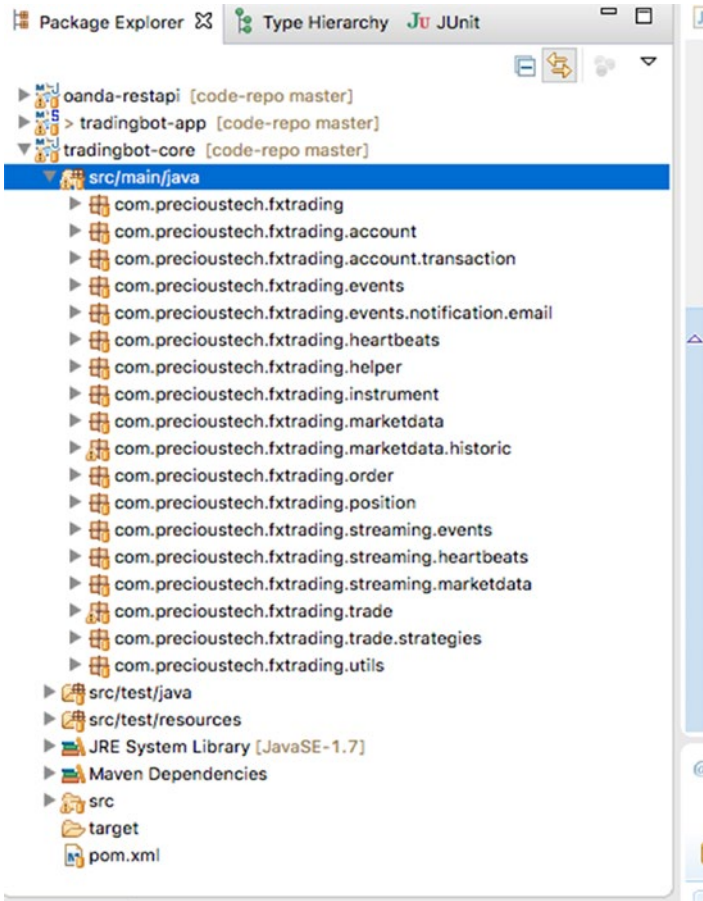 Package Explorer Type Hierarchy JU JUnit
oanda-restapi [code-repo master]
> tradingbot-app [code-repo master]
tradingbot-core [code-repo master]
src/main/java
com.precioustech.fxtrading
com.precioustech.fxtrading.account
com.precioustech.fxtrading.account.transaction
com.precioustech.fxtrading.events
com.precioustech.fxtrading.events.notification.email
com.precioustech.fxtrading.heartbeats
com.precioustech.fxtrading.helper
com.precioustech.fxtrading.instrument
com.precioustech.fxtrading.marketdata
com.precioustech.fxtrading.marketdata.historic
com.precioustech.fxtrading.order
com.precioustech.fxtrading.position
com.precioustech.fxtrading.streaming.events
com.precioustech.fxtrading.streaming.heartbeats
com.precioustech.fxtrading.streaming.marketdata
com.precioustech.fxtrading.trade
com.precioustech.fxtrading.trade.strategies
com.precioustech.fxtrading.utils
src/test/java
src/test/resources
JRE System Library [JavaSE-1.7]
Maven Dependencies
src
target
pom.xml